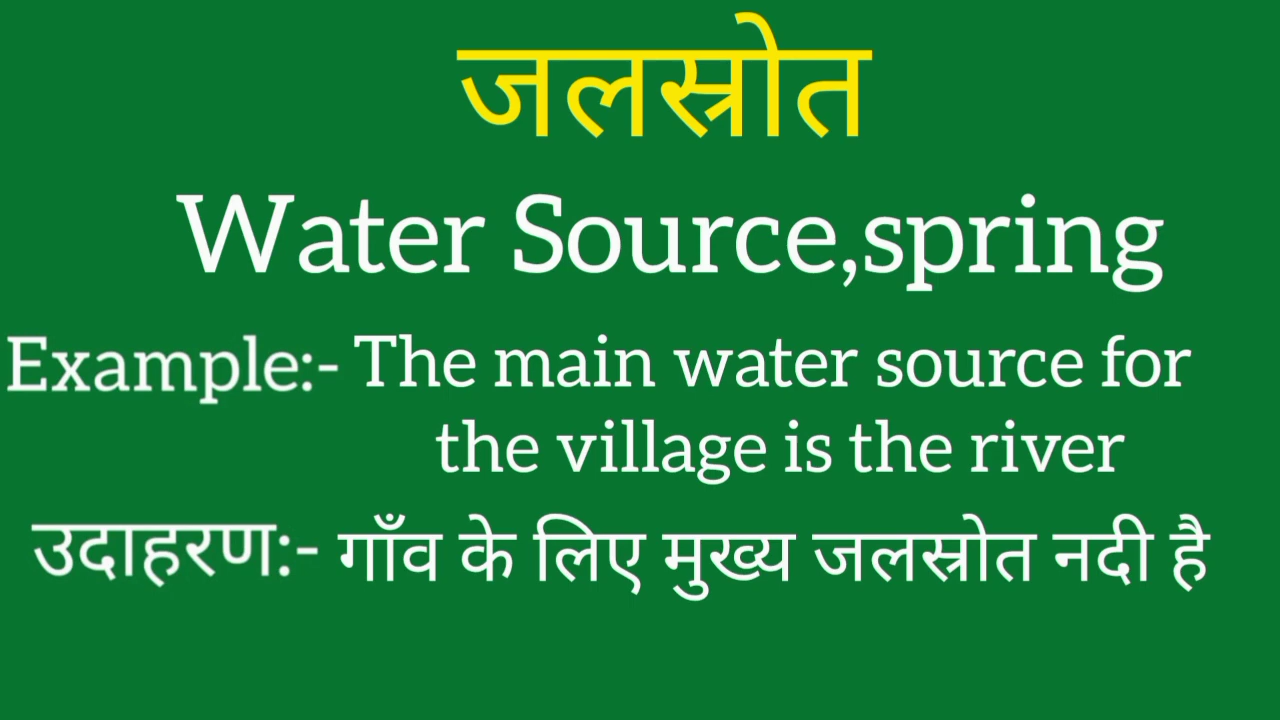 जलस्रोत
Water Source,spring
Example:- The main water source for
the village is the river
उदाहरण:- गाँव के लिए मुख्य जलस्रोत नदी है